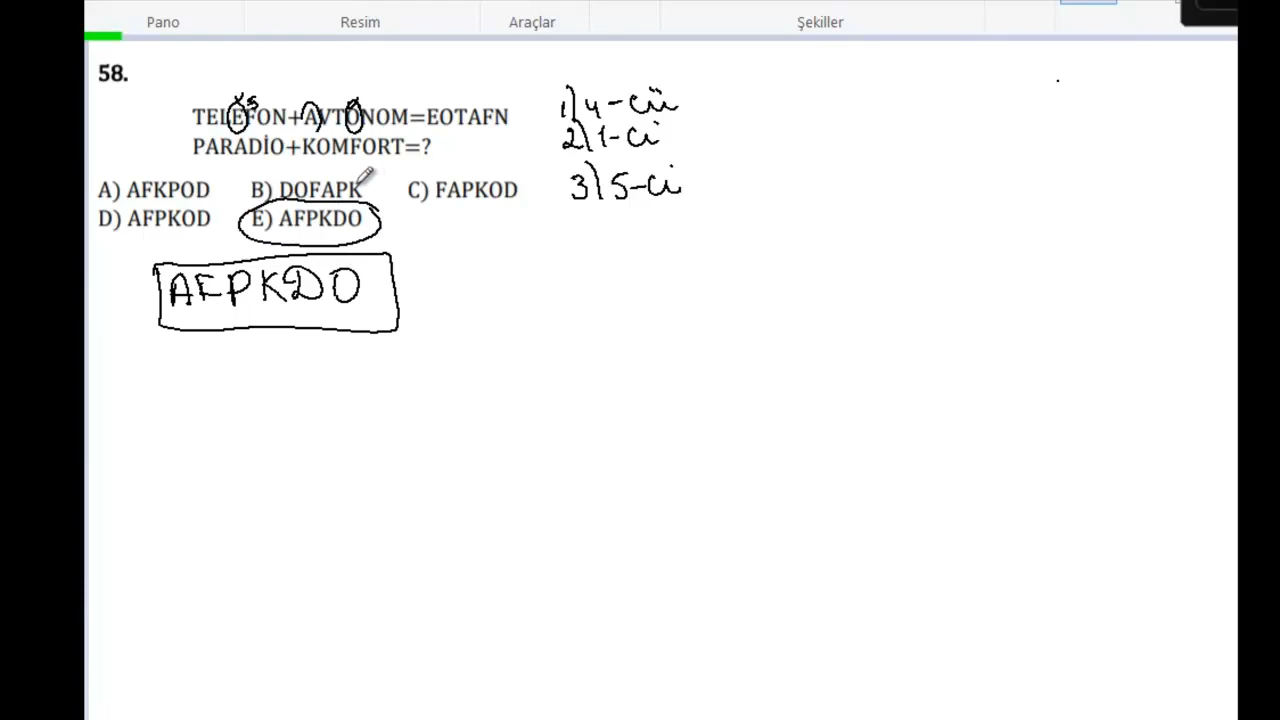 Pano Resim Araçlar Şekiller
58.
TELEFON+AVTONOM=EOTAFN
PARADİO+KOMFORT=?
A) AFKPOD B) DOFAPK C) FAPKOD
D) AFPKOD E) AFPKDO
1) 4-cü
2) 1-ci
3) 5-ci
AFPKDO